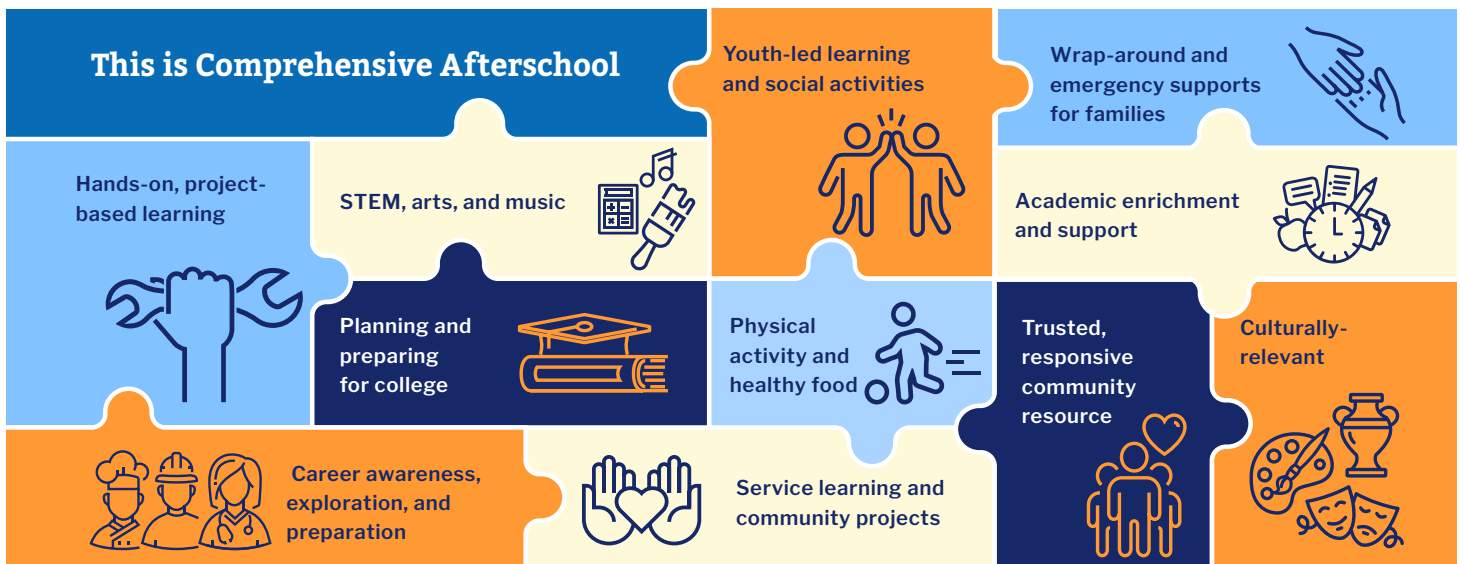 This is Comprehensive Afterschool
Youth-led learning
and social activities
Wrap-around and
emergency supports
for families
Hands-on, project-
based learning
STEM, arts, and music
Academic enrichment
and support
Planning and
preparing
for college
Physical
activity and
healthy food
Trusted,
responsive
community
resource
Culturally-
relevant
Career awareness,
exploration, and
preparation
Service learning and
community projects